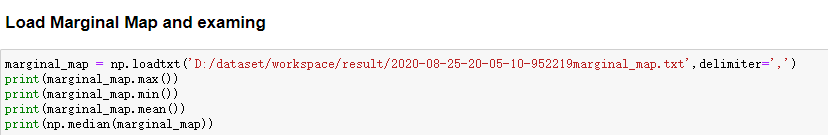 Load Marginal Map and examing
marginal_map = np.loadtxt('D:/dataset/workspace/result/2020-08-25-20-05-10-952219marginal_map.txt',delimiter=',')
print(marginal_map.max())
print(marginal_map.min())
print(marginal_map.mean())
print(np.median(marginal_map))